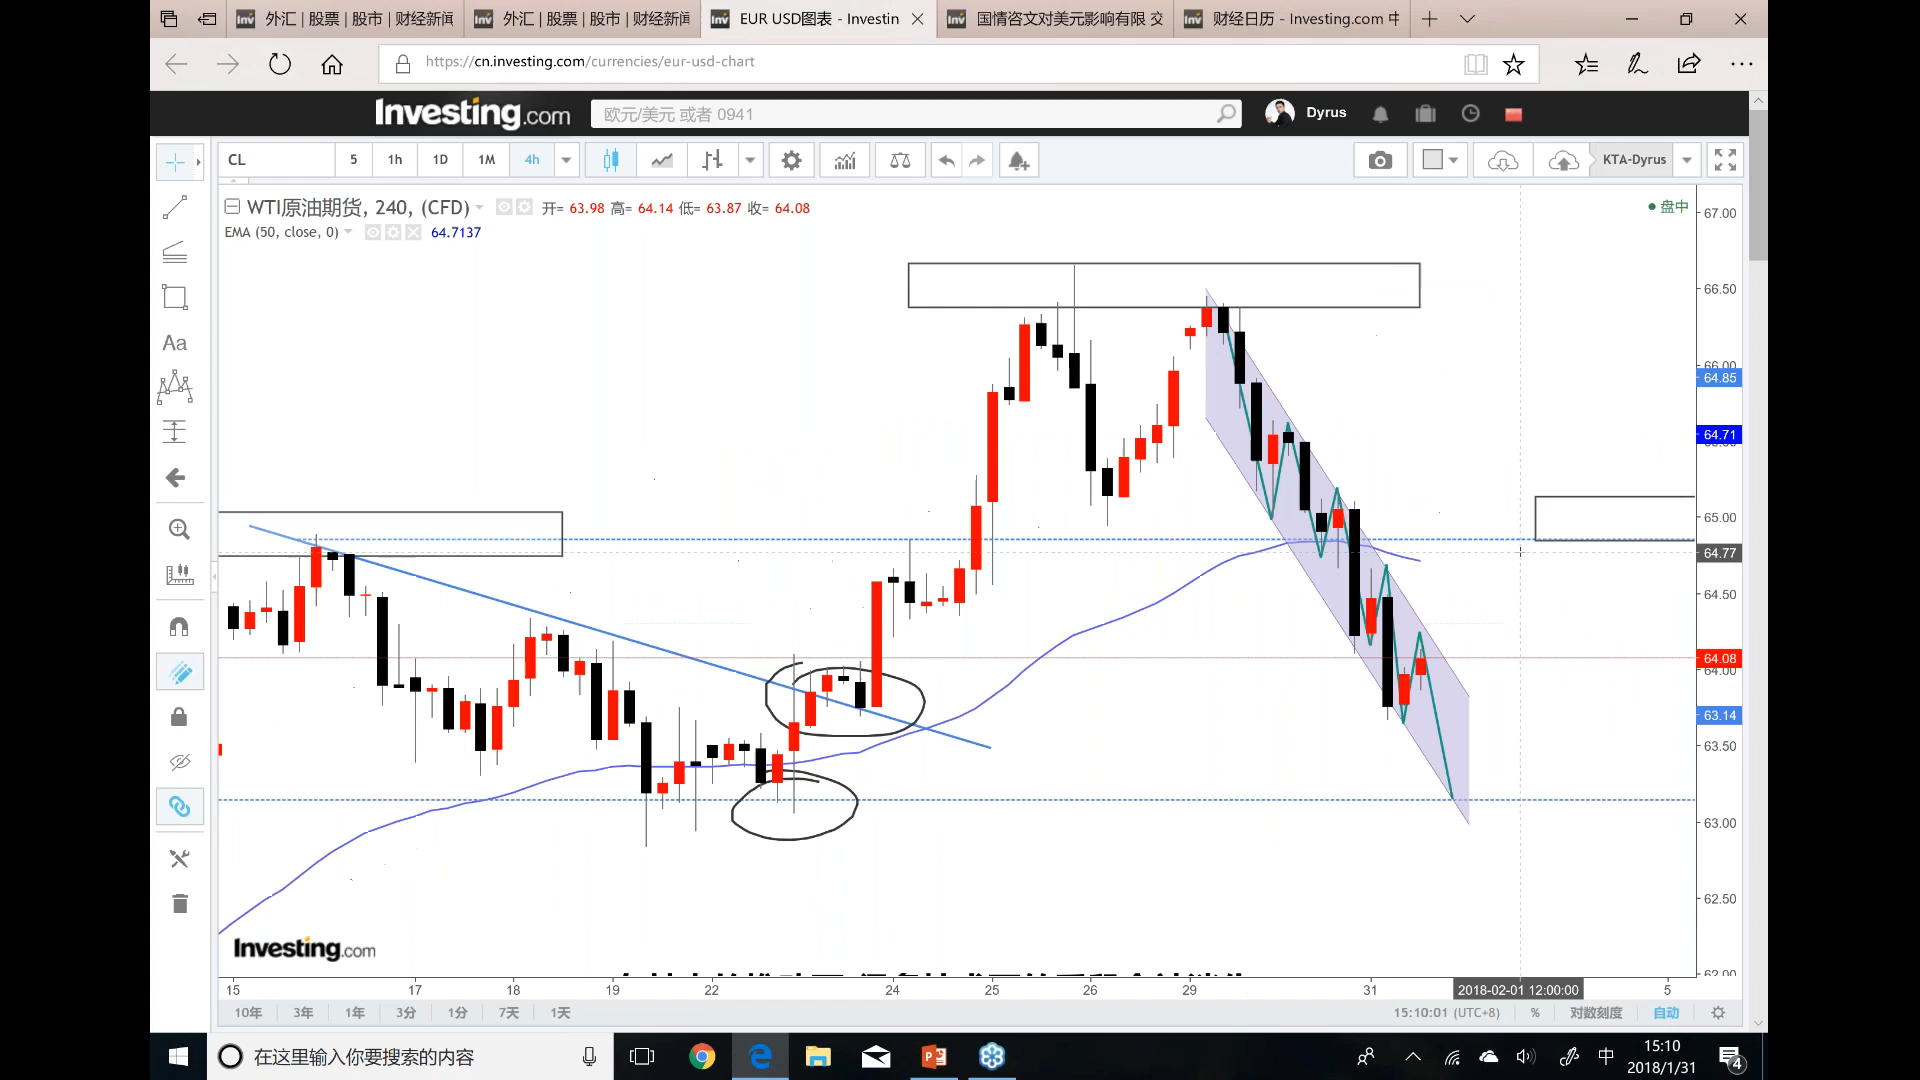 外汇 | 股票 | 股市 | 财经新闻
外汇 | 股票 | 股市 | 财经新闻
EUR USD图表 - Investin
国情咨文对美元影响有限 交
财经日历 - Investing.com 中
https://cn.investing.com/currencies/eur-usd-chart
Investing.com
欧元/美元 或者 0941
Dyrus
CL
5
1h
1D
1M
4h
KTA-Dyrus
WTI原油期货, 240, (CFD)
开= 63.98 高= 64.14 低= 63.87 收= 64.08
盘中
EMA (50, close, 0)
64.7137
Aa
67.00
66.50
66.00
64.85
64.71
65.00
64.77
64.50
64.08
64.00
63.14
63.50
63.00
62.50
62.00
Investing.com
15
17
18
19
22
24
25
26
29
31
2018-02-01 12:00:00
5
10年
3年
1年
3分
1分
7天
1天
15:10:01 (UTC+8)
%
对数刻度
自动
在这里输入你要搜索的内容
中
15:10
2018/1/31
4